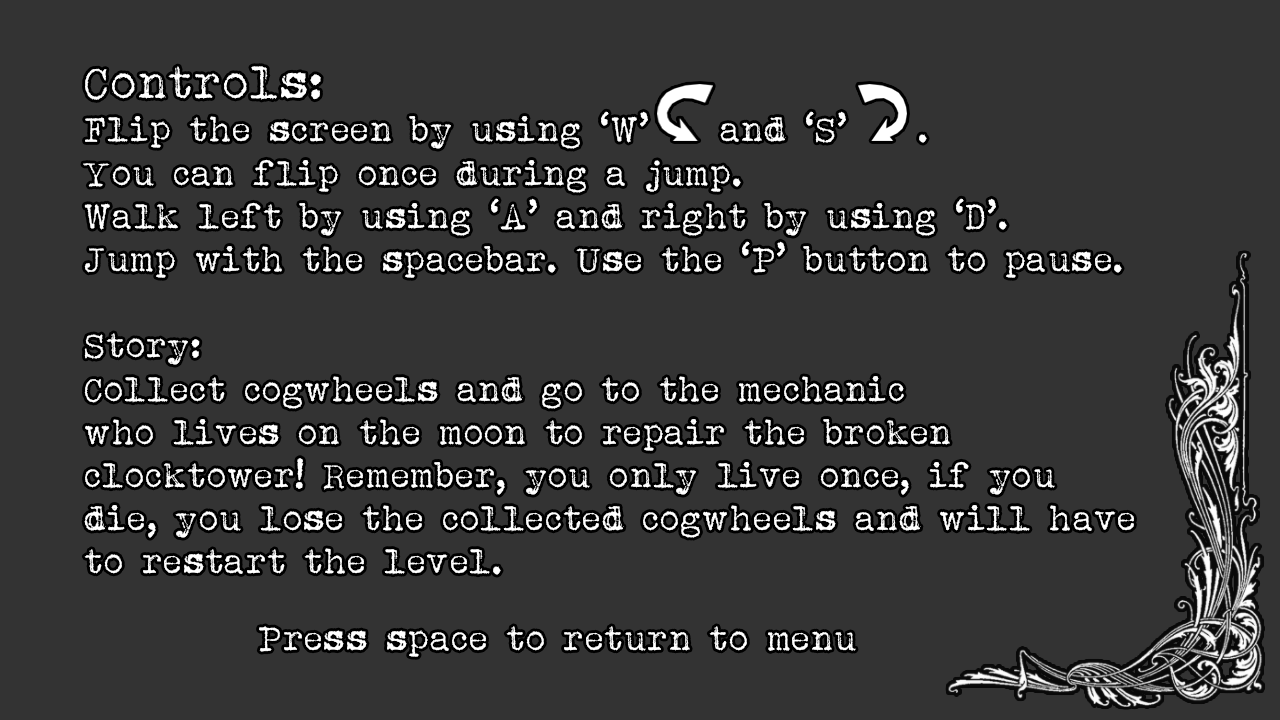 Controls:
Flip the screen by using ‘W’ and ‘S’ .
You can flip once during a jump.
Walk left by using ‘A’ and right by using ‘D’.
Jump with the spacebar. Use the ‘P’ button to pause.
Story:
Collect cogwheels and go to the mechanic
who lives on the moon to repair the broken
clocktower! Remember, you only live once, if you
die, you lose the collected cogwheels and will have
to restart the level.
Press space to return to menu